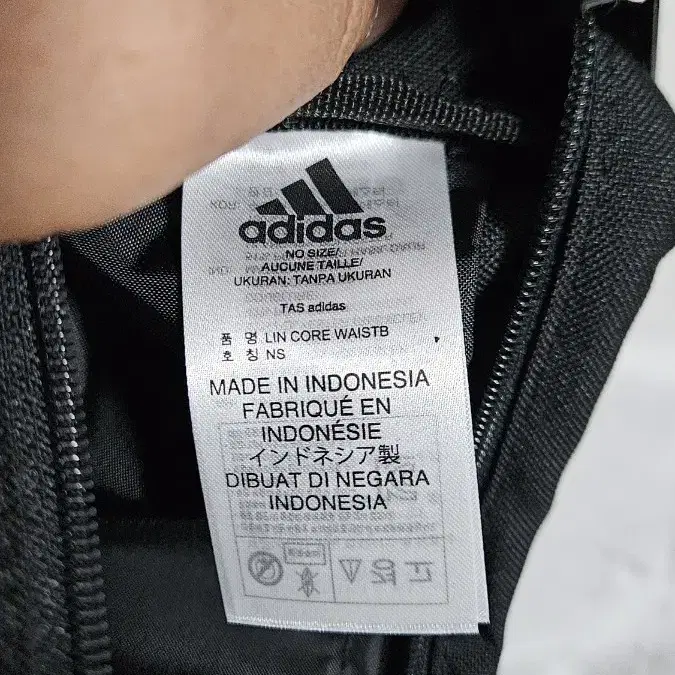 adidas
NO SIZE/
AUCUNE TAILLE/
UKURAN: TANPA UKURAN
TAS adidas
품 명 LIN CORE WAISTB
호 칭 NS
MADE IN INDONESIA
FABRIQUÉ EN
INDONÉSIE
インドネシア製
DIBUAT DI NEGARA
INDONESIA